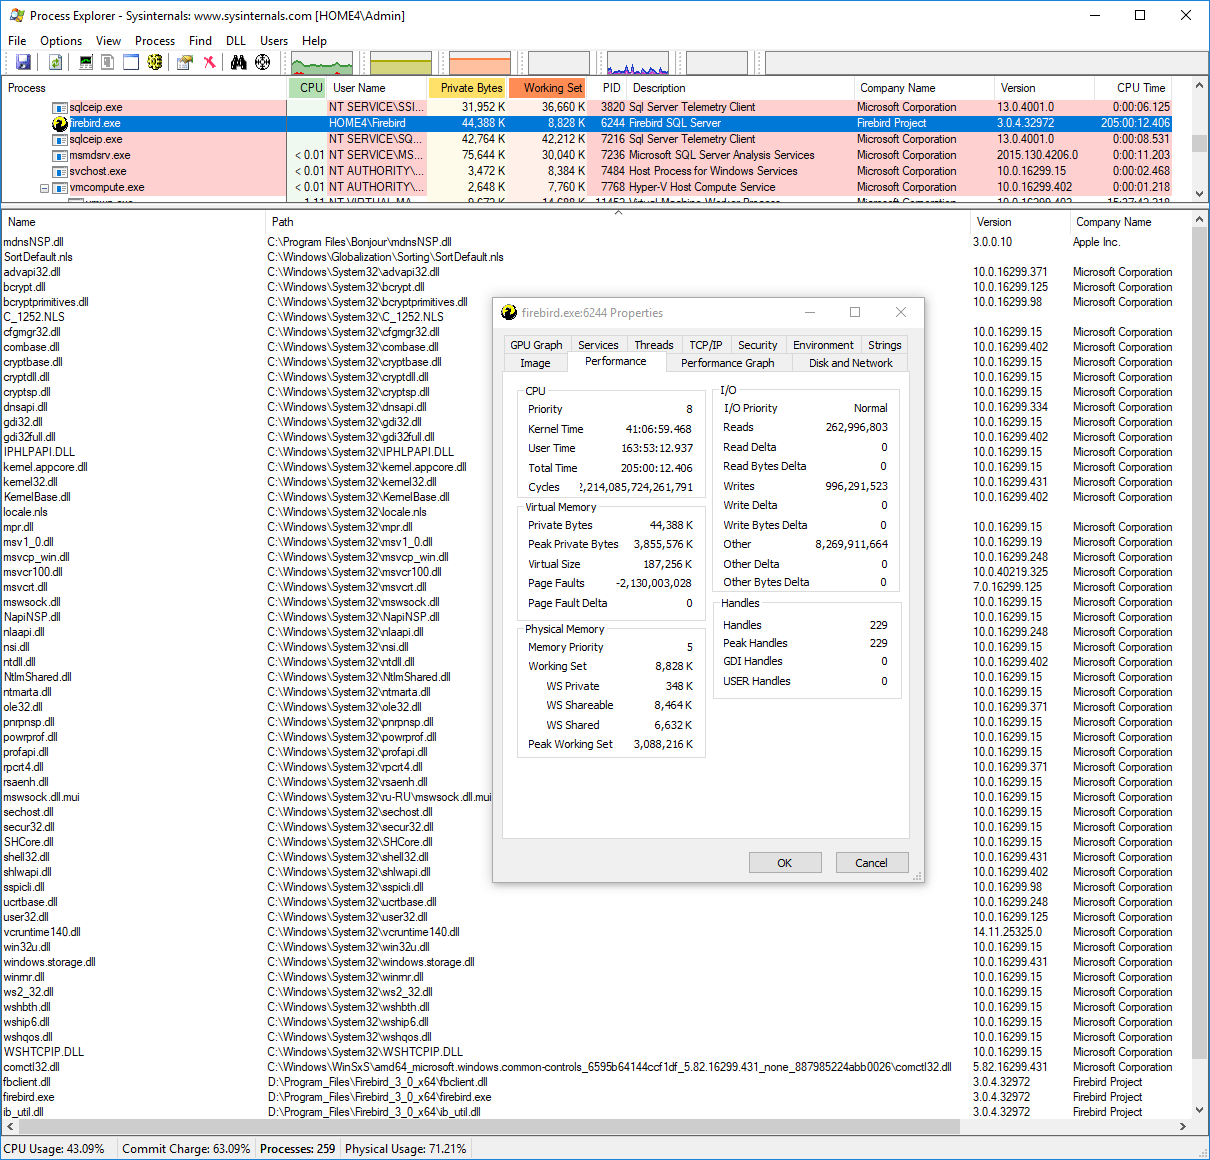 Process Explorer - Sysinternals: www.sysinternals.com [HOME4\Admin]
File Options View Process Find DLL Users Help
Process CPU User Name Private Bytes Working Set PID Description Company Name Version CPU Time
sqlceip.exe NT SERVICE\SSI... 31,952 K 36,660 K 3820 Sql Server Telemetry Client Microsoft Corporation 13.0.4001.0 0:00:06.125
firebird.exe HOME4\Firebird 44,388 K 8,828 K 6244 Firebird SQL Server Firebird Project 3.0.4.32972 205:00:12.406
sqlceip.exe NT SERVICE\SQ... 42,764 K 42,212 K 7216 Sql Server Telemetry Client Microsoft Corporation 13.0.4001.0 0:00:08.531
msmdsrv.exe < 0.01 NT SERVICE\MS... 75,644 K 30,040 K 7236 Microsoft SQL Server Analysis Services Microsoft Corporation 2015.130.4206.0 0:00:11.203
svchost.exe < 0.01 NT AUTHORITY\... 3,472 K 8,384 K 7484 Host Process for Windows Services Microsoft Corporation 10.0.16299.15 0:00:02.468
vmcompute.exe < 0.01 NT AUTHORITY\... 2,648 K 7,760 K 7768 Hyper-V Host Compute Service Microsoft Corporation 10.0.16299.402 0:00:01.218
Name Path Version Company Name
mdnsNSP.dll C:\Program Files\Bonjour\mdnsNSP.dll 3.0.0.10 Apple Inc.
SortDefault.nls C:\Windows\Globalization\Sorting\SortDefault.nls
advapi32.dll C:\Windows\System32\advapi32.dll 10.0.16299.371 Microsoft Corporation
bcrypt.dll C:\Windows\System32\bcrypt.dll 10.0.16299.125 Microsoft Corporation
bcryptprimitives.dll C:\Windows\System32\bcryptprimitives.dll 10.0.16299.98 Microsoft Corporation
C_1252.NLS C:\Windows\System32\C_1252.NLS
cfgmgr32.dll C:\Windows\System32\cfgmgr32.dll 10.0.16299.15 Microsoft Corporation
combase.dll C:\Windows\System32\combase.dll 10.0.16299.402 Microsoft Corporation
cryptbase.dll C:\Windows\System32\cryptbase.dll 10.0.16299.15 Microsoft Corporation
cryptdll.dll C:\Windows\System32\cryptdll.dll 10.0.16299.15 Microsoft Corporation
cryptsp.dll C:\Windows\System32\cryptsp.dll 10.0.16299.15 Microsoft Corporation
dnsapi.dll C:\Windows\System32\dnsapi.dll 10.0.16299.334 Microsoft Corporation
gdi32.dll C:\Windows\System32\gdi32.dll 10.0.16299.15 Microsoft Corporation
gdi32full.dll C:\Windows\System32\gdi32full.dll 10.0.16299.402 Microsoft Corporation
IPHLPAPI.DLL C:\Windows\System32\IPHLPAPI.DLL 10.0.16299.15 Microsoft Corporation
kernel.appcore.dll C:\Windows\System32\kernel.appcore.dll 10.0.16299.15 Microsoft Corporation
kernel32.dll C:\Windows\System32\kernel32.dll 10.0.16299.431 Microsoft Corporation
KernelBase.dll C:\Windows\System32\KernelBase.dll 10.0.16299.402 Microsoft Corporation
locale.nls C:\Windows\System32\locale.nls
mpr.dll C:\Windows\System32\mpr.dll 10.0.16299.15 Microsoft Corporation
msv1_0.dll C:\Windows\System32\msv1_0.dll 10.0.16299.19 Microsoft Corporation
msvcp_win.dll C:\Windows\System32\msvcp_win.dll 10.0.16299.248 Microsoft Corporation
msvcr100.dll C:\Windows\System32\msvcr100.dll 10.0.40219.325 Microsoft Corporation
msvcrt.dll C:\Windows\System32\msvcrt.dll 7.0.16299.125 Microsoft Corporation
mswsock.dll C:\Windows\System32\mswsock.dll 10.0.16299.15 Microsoft Corporation
NapiNSP.dll C:\Windows\System32\NapiNSP.dll 10.0.16299.15 Microsoft Corporation
nlaapi.dll C:\Windows\System32\nlaapi.dll 10.0.16299.248 Microsoft Corporation
nsi.dll C:\Windows\System32\nsi.dll 10.0.16299.15 Microsoft Corporation
ntdll.dll C:\Windows\System32\ntdll.dll 10.0.16299.402 Microsoft Corporation
NtlmShared.dll C:\Windows\System32\NtlmShared.dll 10.0.16299.15 Microsoft Corporation
ntmarta.dll C:\Windows\System32\ntmarta.dll 10.0.16299.15 Microsoft Corporation
ole32.dll C:\Windows\System32\ole32.dll 10.0.16299.371 Microsoft Corporation
pnrpnsp.dll C:\Windows\System32\pnrpnsp.dll 10.0.16299.15 Microsoft Corporation
powrprof.dll C:\Windows\System32\powrprof.dll 10.0.16299.15 Microsoft Corporation
profapi.dll C:\Windows\System32\profapi.dll 10.0.16299.15 Microsoft Corporation
rpcrt4.dll C:\Windows\System32\rpcrt4.dll 10.0.16299.371 Microsoft Corporation
rsaenh.dll C:\Windows\System32\rsaenh.dll 10.0.16299.15 Microsoft Corporation
mswsock.dll.mui C:\Windows\System32\ru-RU\mswsock.dll.mui 10.0.16299.15 Microsoft Corporation
sechost.dll C:\Windows\System32\sechost.dll 10.0.16299.15 Microsoft Corporation
secur32.dll C:\Windows\System32\secur32.dll 10.0.16299.15 Microsoft Corporation
SHCore.dll C:\Windows\System32\SHCore.dll 10.0.16299.15 Microsoft Corporation
shell32.dll C:\Windows\System32\shell32.dll 10.0.16299.431 Microsoft Corporation
shlwapi.dll C:\Windows\System32\shlwapi.dll 10.0.16299.402 Microsoft Corporation
sspicli.dll C:\Windows\System32\sspicli.dll 10.0.16299.98 Microsoft Corporation
ucrtbase.dll C:\Windows\System32\ucrtbase.dll 10.0.16299.248 Microsoft Corporation
user32.dll C:\Windows\System32\user32.dll 10.0.16299.125 Microsoft Corporation
vcruntime140.dll C:\Windows\System32\vcruntime140.dll 14.11.25325.0 Microsoft Corporation
win32u.dll C:\Windows\System32\win32u.dll 10.0.16299.15 Microsoft Corporation
windows.storage.dll C:\Windows\System32\windows.storage.dll 10.0.16299.431 Microsoft Corporation
winrnr.dll C:\Windows\System32\winrnr.dll 10.0.16299.15 Microsoft Corporation
ws2_32.dll C:\Windows\System32\ws2_32.dll 10.0.16299.15 Microsoft Corporation
wshbth.dll C:\Windows\System32\wshbth.dll 10.0.16299.15 Microsoft Corporation
wship6.dll C:\Windows\System32\wship6.dll 10.0.16299.15 Microsoft Corporation
wshqos.dll C:\Windows\System32\wshqos.dll 10.0.16299.15 Microsoft Corporation
WSHTCPIP.DLL C:\Windows\System32\WSHTCPIP.DLL 10.0.16299.15 Microsoft Corporation
comctl32.dll C:\Windows\WinSxS\amd64_microsoft.windows.common-controls_6595b64144ccf1df_5.82.16299.431_none_887985224abb0026\comctl32.dll 5.82.16299.431 Microsoft Corporation
fbclient.dll D:\Program_Files\Firebird_3_0_x64\fbclient.dll 3.0.4.32972 Firebird Project
firebird.exe D:\Program_Files\Firebird_3_0_x64\firebird.exe 3.0.4.32972 Firebird Project
ib_util.dll D:\Program_Files\Firebird_3_0_x64\ib_util.dll 3.0.4.32972 Firebird Project
firebird.exe:6244 Properties
GPU Graph Services Threads TCP/IP Security Environment Strings
Image Performance Performance Graph Disk and Network
CPU
Priority 8
Kernel Time 41:06:59.468
User Time 163:53:12.937
Total Time 205:00:12.406
Cycles 2,214,085,724,261,791
Virtual Memory
Private Bytes 44,388 K
Peak Private Bytes 3,855,576 K
Virtual Size 187,256 K
Page Faults -2,130,003,028
Page Fault Delta 0
Physical Memory
Memory Priority 5
Working Set 8,828 K
WS Private 348 K
WS Shareable 8,464 K
WS Shared 6,632 K
Peak Working Set 3,088,216 K
I/O
I/O Priority Normal
Reads 262,996,803
Read Delta 0
Read Bytes Delta 0
Writes 996,291,523
Write Delta 0
Write Bytes Delta 0
Other 8,269,911,664
Other Delta 0
Other Bytes Delta 0
Handles
Handles 229
Peak Handles 229
GDI Handles 0
USER Handles 0
OK Cancel
CPU Usage: 43.09% Commit Charge: 63.09% Processes: 259 Physical Usage: 71.21%